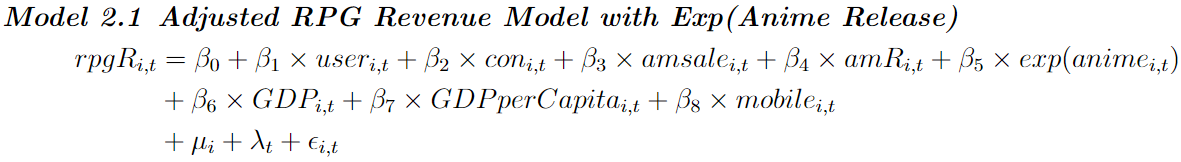 Model 2.1 Adjusted RPG Revenue Model with Exp(Anime Release)
rpgR_{i,t} = β_0 + β_1 × user_{i,t} + β_2 × con_{i,t} + β_3 × amsale_{i,t} + β_4 × amR_{i,t} + β_5 × exp(anime_{i,t})
+ β_6 × GDP_{i,t} + β_7 × GDPperCapita_{i,t} + β_8 × mobile_{i,t}
+ μ_i + λ_t + ϵ_{i,t}